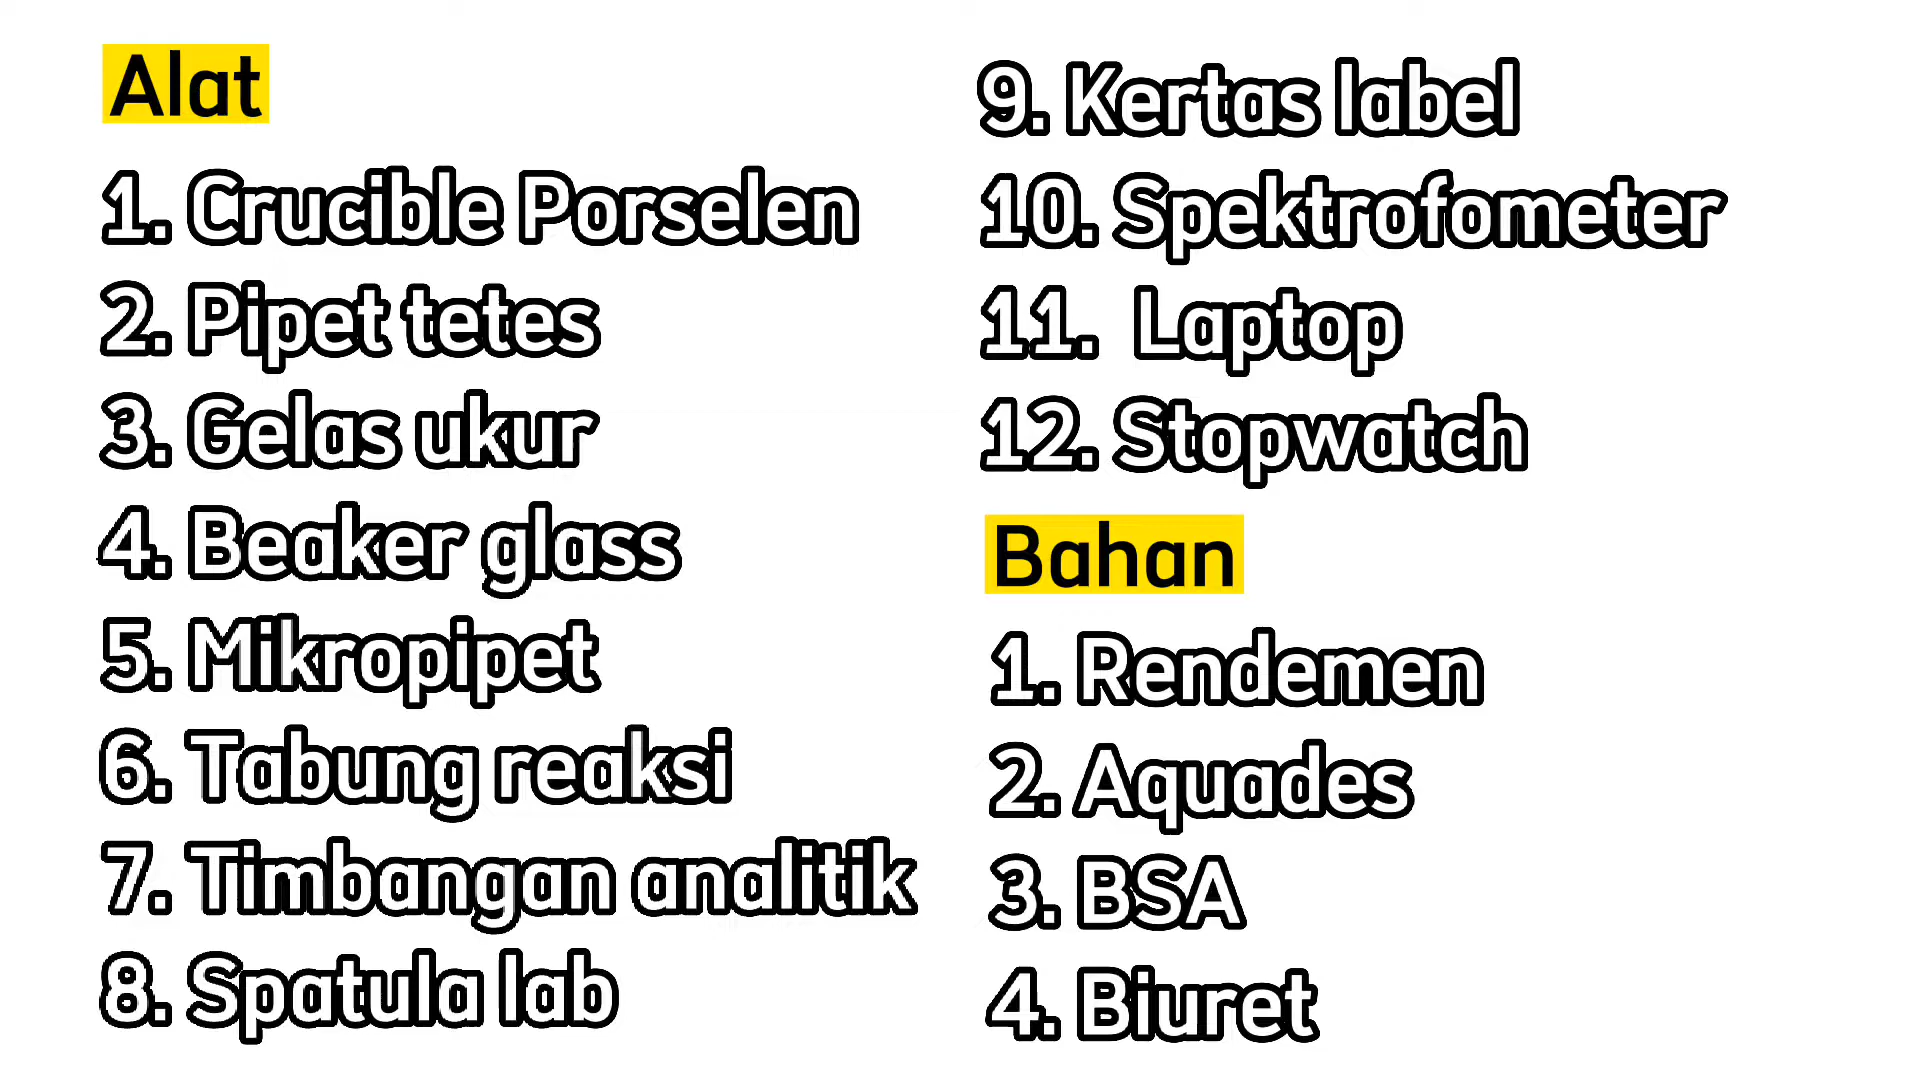 Alat
1. Crucible Porselen
2. Pipet tetes
3. Gelas ukur
4. Beaker glass
5. Mikropipet
6. Tabung reaksi
7. Timbangan analitik
8. Spatula lab
9. Kertas label
10. Spektrofometer
11. Laptop
12. Stopwatch
Bahan
1. Rendemen
2. Aquades
3. BSA
4. Biuret